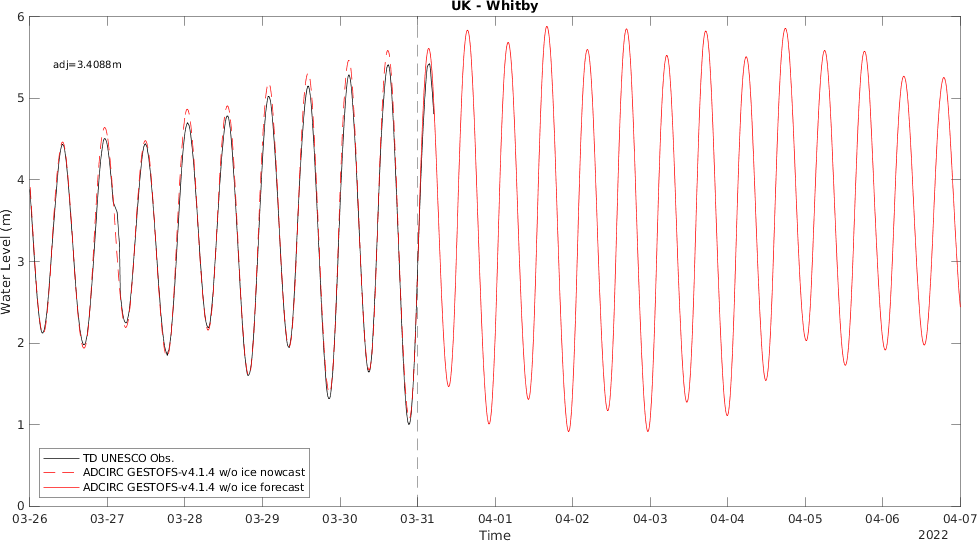 UK - Whitby
adj=3.4088m
Water Level (m)
6
5
4
3
2
1
0
TD UNESCO Obs.
ADCIRC GESTOFS-v4.1.4 w/o ice nowcast
ADCIRC GESTOFS-v4.1.4 w/o ice forecast
03-26 03-27 03-28 03-29 03-30 03-31 04-01 04-02 04-03 04-04 04-05 04-06 04-07
Time
2022